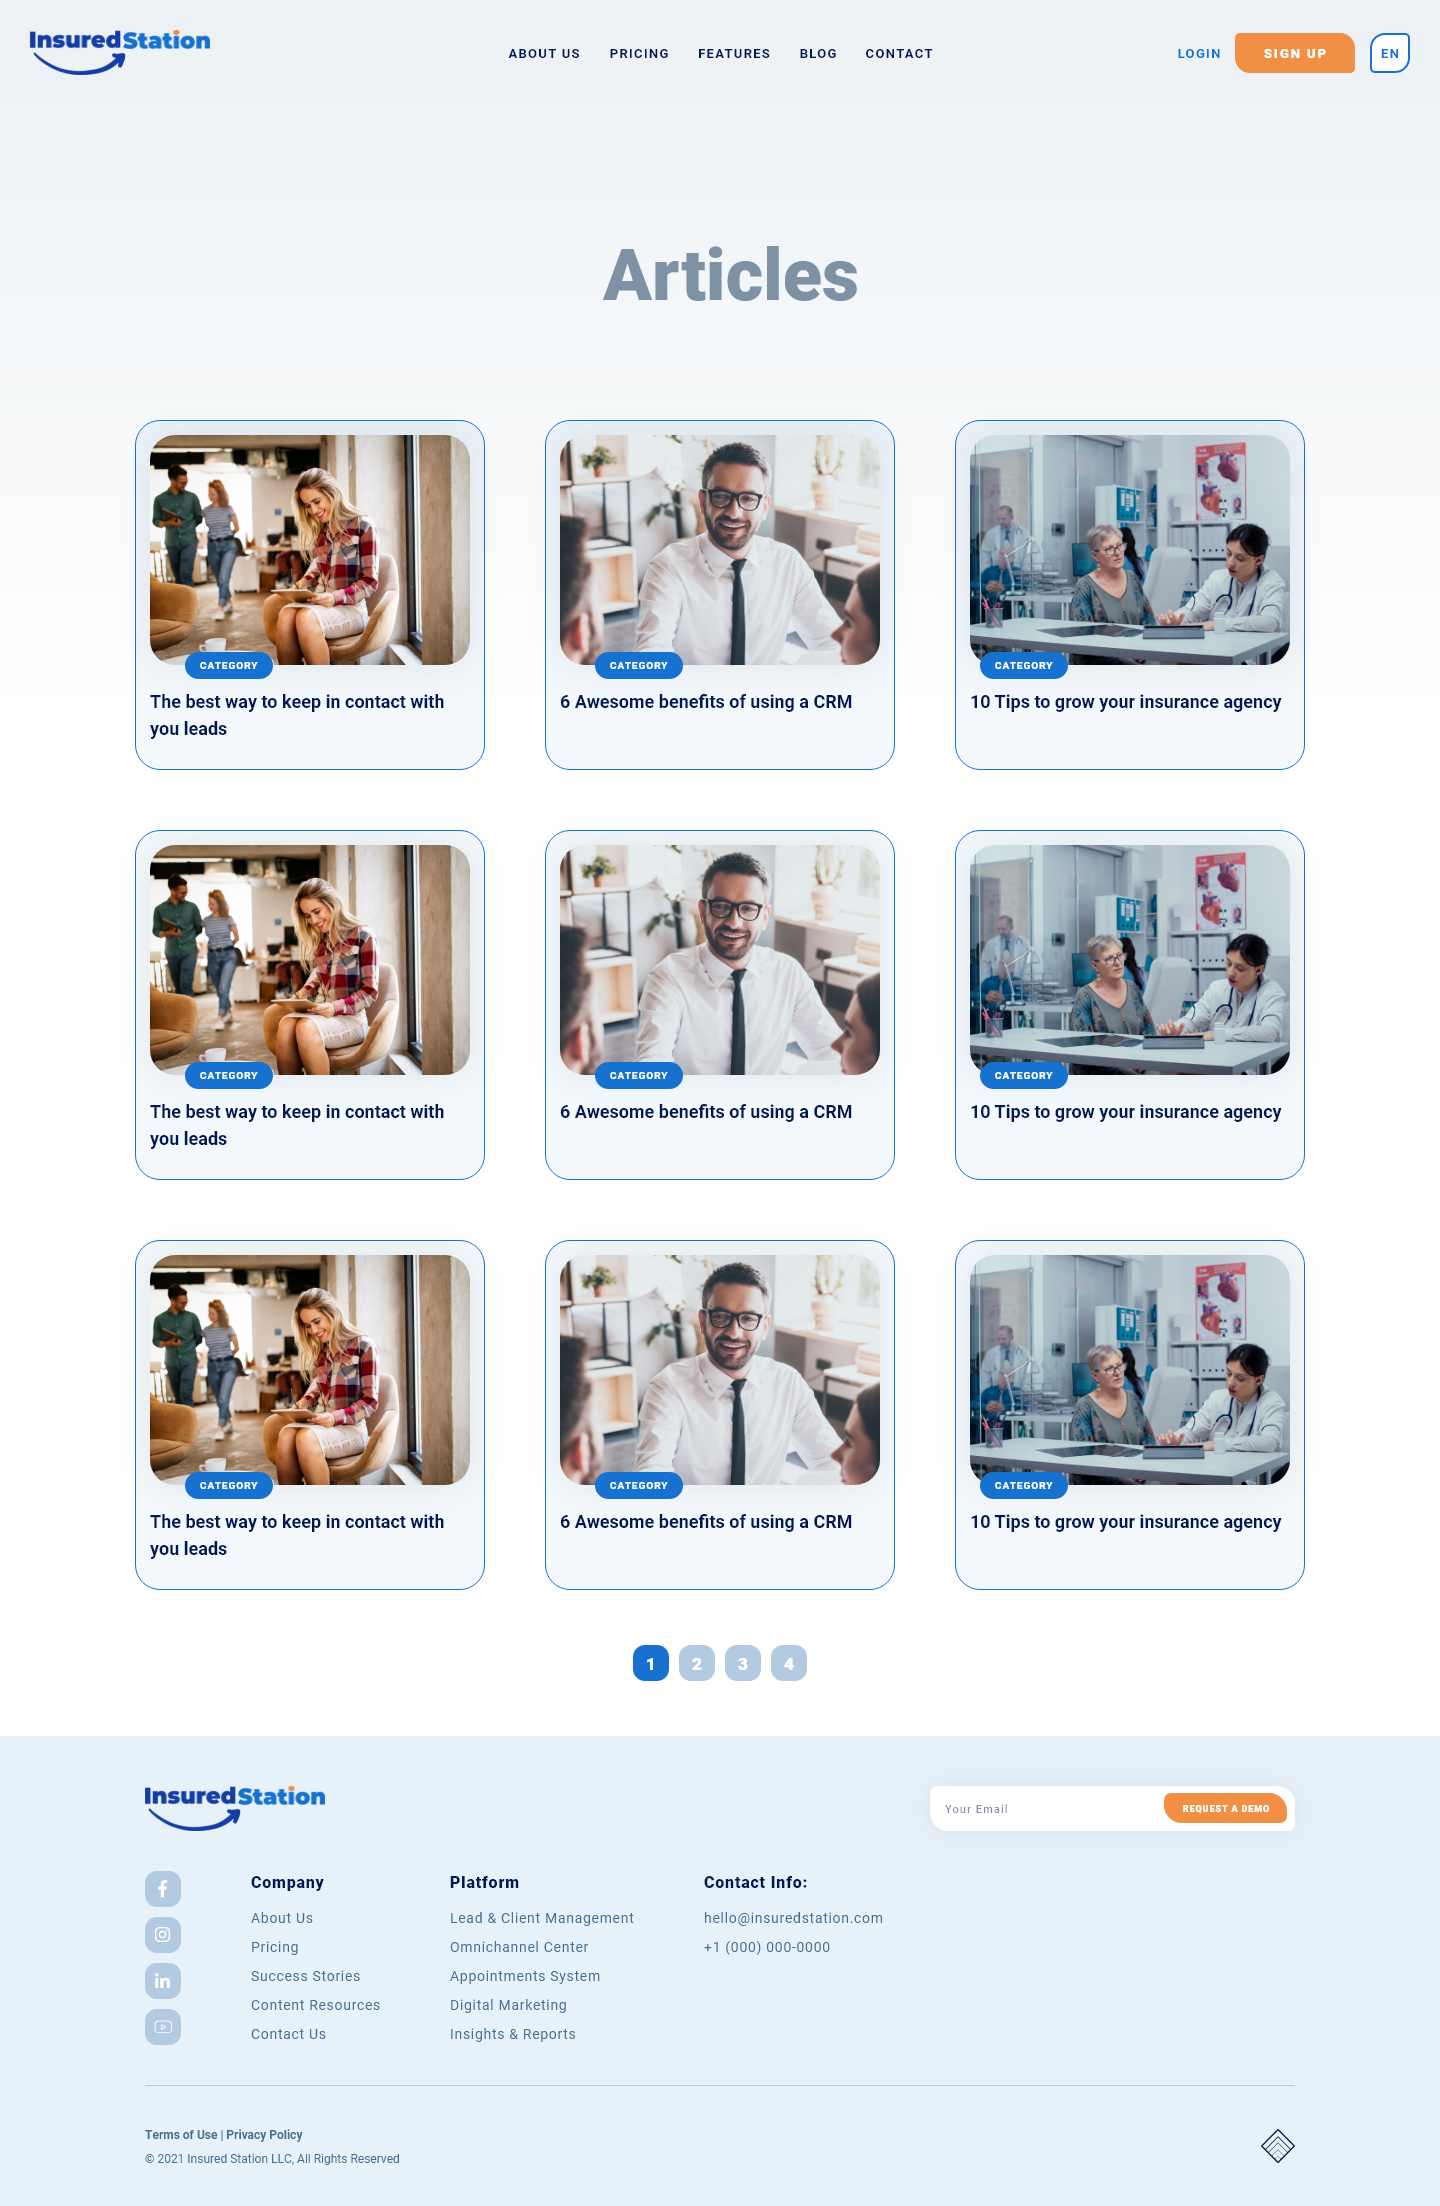 InsuredStation
ABOUT US PRICING FEATURES BLOG CONTACT
LOGIN SIGN UP EN
Articles
CATEGORY
The best way to keep in contact with
you leads
CATEGORY
6 Awesome benefits of using a CRM
CATEGORY
10 Tips to grow your insurance agency
CATEGORY
The best way to keep in contact with
you leads
CATEGORY
6 Awesome benefits of using a CRM
CATEGORY
10 Tips to grow your insurance agency
CATEGORY
The best way to keep in contact with
you leads
CATEGORY
6 Awesome benefits of using a CRM
CATEGORY
10 Tips to grow your insurance agency
1 2 3 4
InsuredStation
Your Email REQUEST A DEMO
Company
About Us
Pricing
Success Stories
Content Resources
Contact Us
Platform
Lead & Client Management
Omnichannel Center
Appointments System
Digital Marketing
Insights & Reports
Contact Info:
hello@insuredstation.com
+1 (000) 000-0000
Terms of Use | Privacy Policy
© 2021 Insured Station LLC, All Rights Reserved